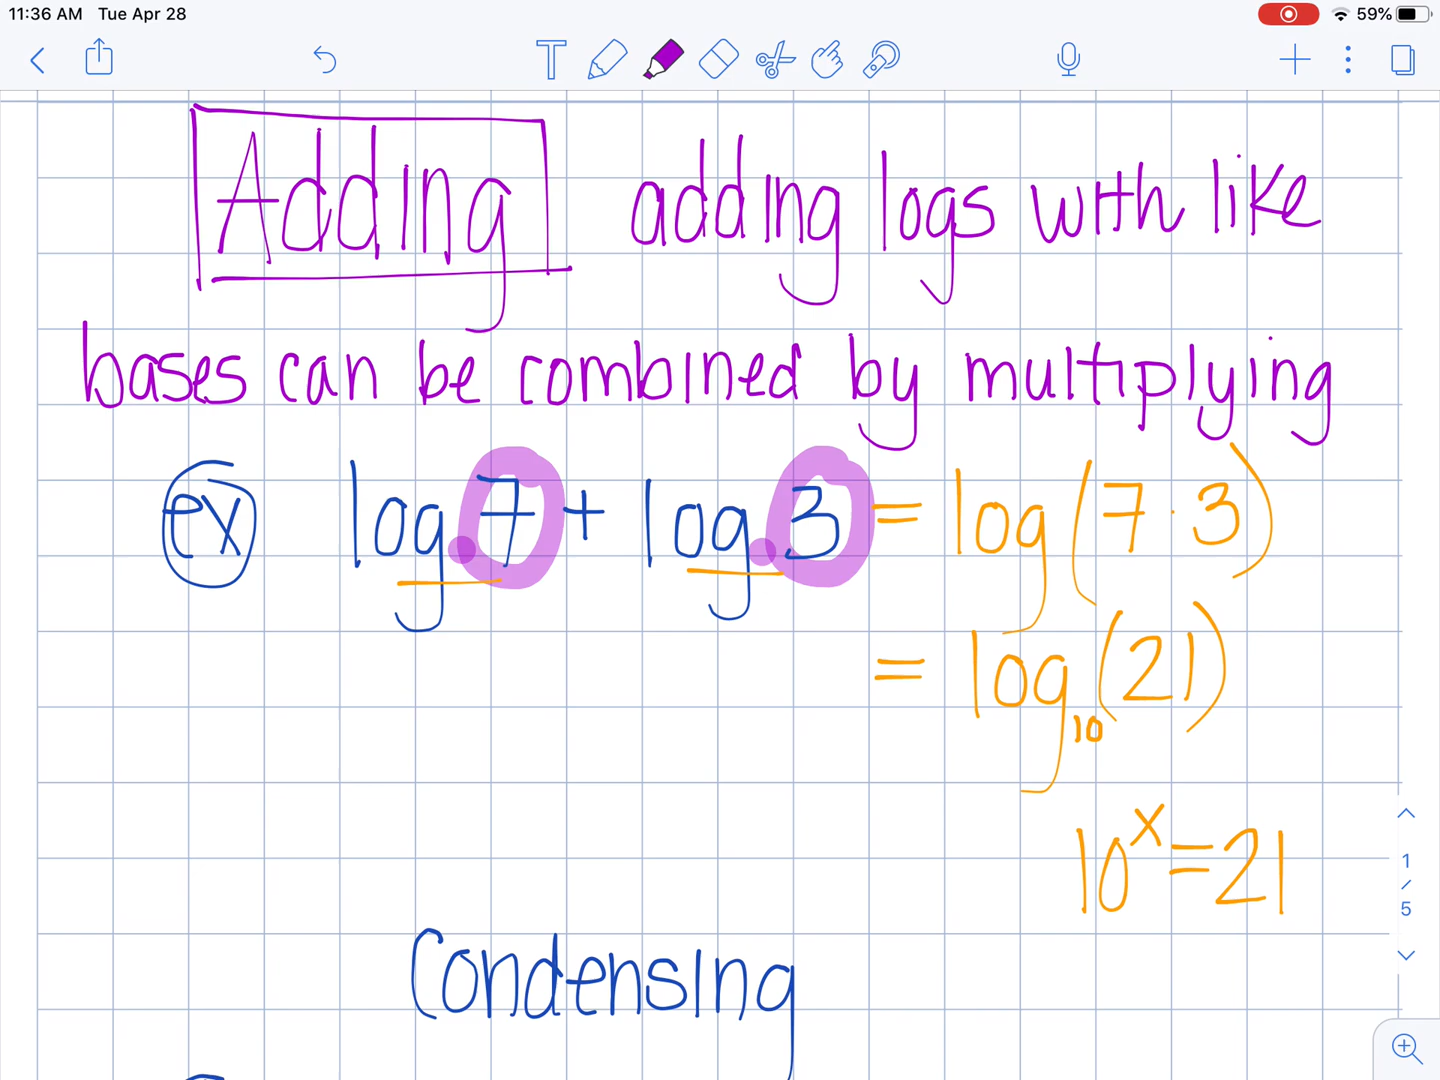 11:36 AM Tue Apr 28 59%
T
Adding adding logs with like
bases can be combined by multiplying
ex log 7 + log 3 = log(7·3)
= log₁₀(21)
10ˣ=21
1/5
Condensing